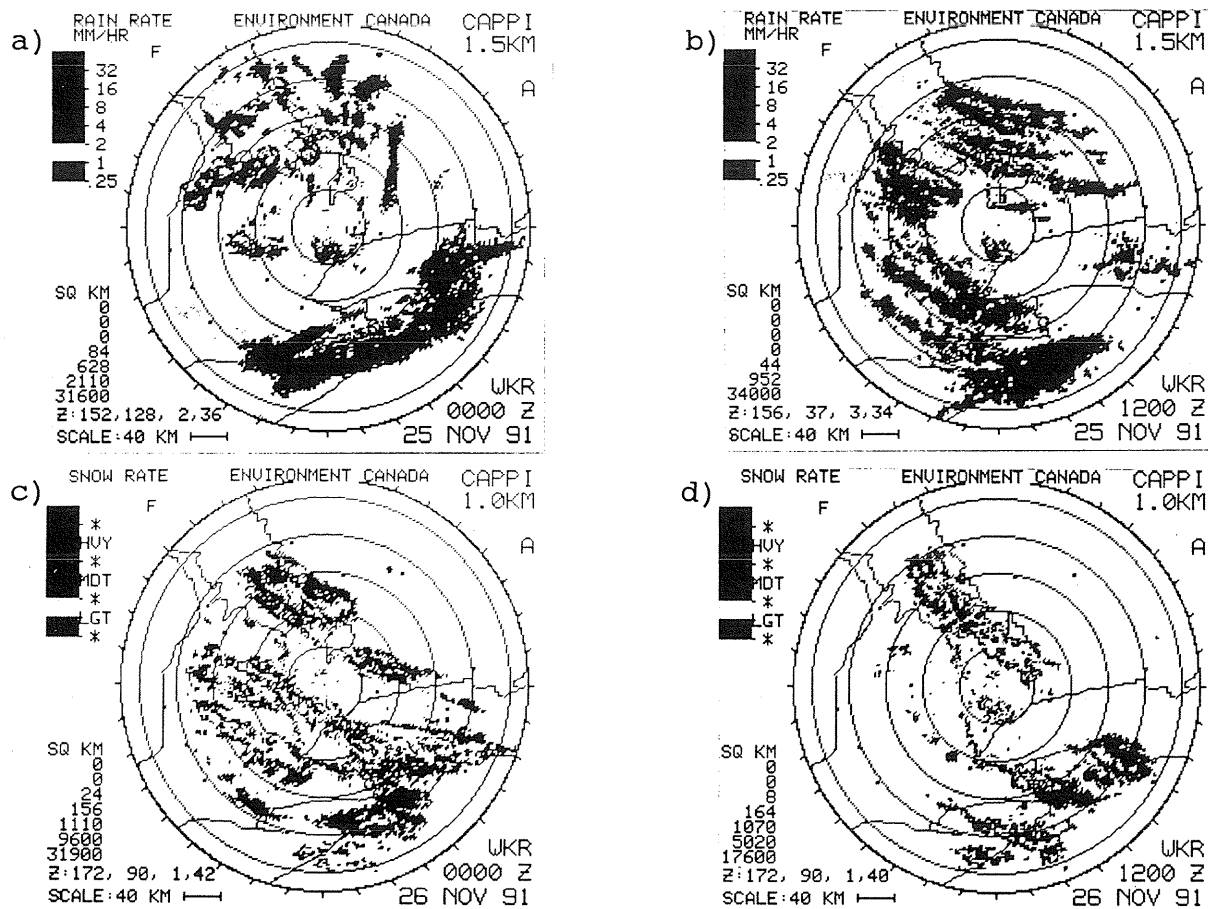 a)
RAIN RATE ENVIRONMENT CANADA CAPPI
MM/HR 1.5KM
F
A
32
16
8
4
2
1
.25
SQ KM
0
0
0
84
628
2110
31600
Z:152,128, 2,36
SCALE:40 KM
WKR
0000 Z
25 NOV 91
b)
RAIN RATE ENVIRONMENT CANADA CAPPI
MM/HR 1.5KM
F
A
32
16
8
4
2
1
.25
SQ KM
0
0
0
0
44
952
34000
Z:156, 37, 3,34
SCALE:40 KM
WKR
1200 Z
25 NOV 91
c)
SNOW RATE ENVIRONMENT CANADA CAPPI
1.0KM
F
A
*
HVY
*
MDT
*
LGT
*
SQ KM
0
0
24
156
1110
9600
31900
Z:172, 90, 1,42
SCALE:40 KM
WKR
0000 Z
26 NOV 91
d)
SNOW RATE ENVIRONMENT CANADA CAPPI
1.0KM
F
A
*
HVY
*
MDT
*
LGT
*
SQ KM
0
0
8
164
1070
5020
17600
Z:172, 90, 1,40
SCALE:40 KM
WKR
1200 Z
26 NOV 91